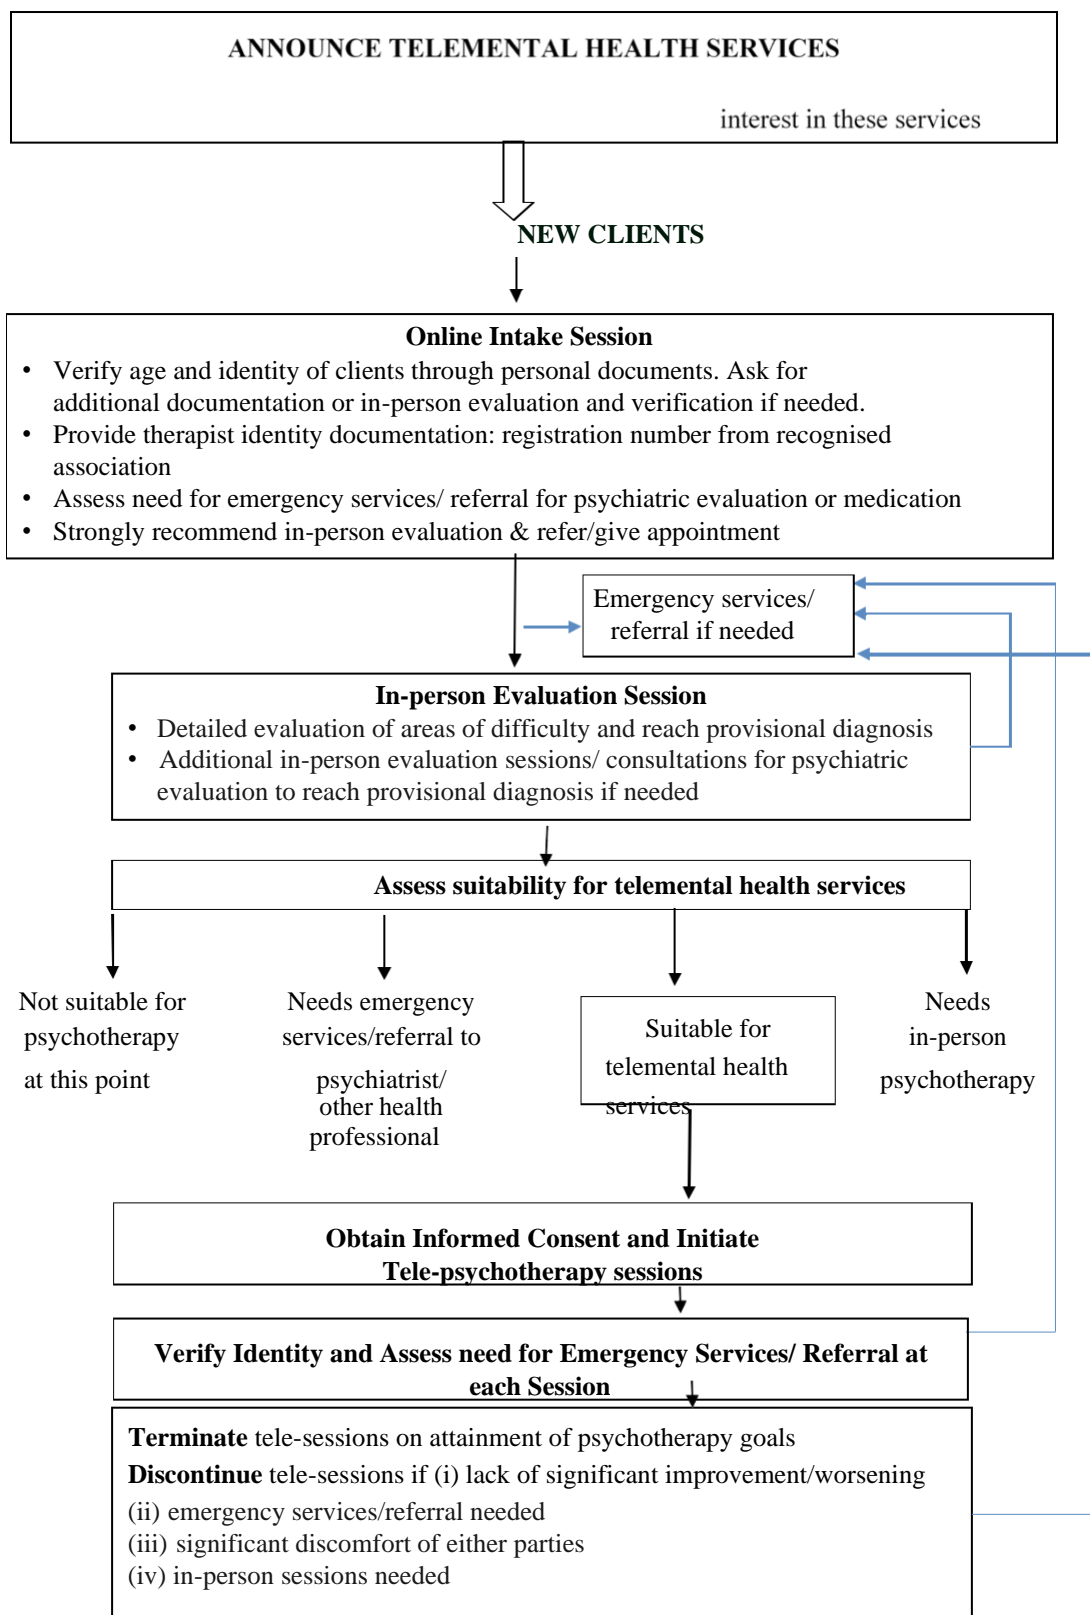 ANNOUNCE TELEMENTAL HEALTH SERVICES
interest in these services
NEW CLIENTS
Online Intake Session
• Verify age and identity of clients through personal documents. Ask for
additional documentation or in-person evaluation and verification if needed.
• Provide therapist identity documentation: registration number from recognised
association
• Assess need for emergency services/ referral for psychiatric evaluation or medication
• Strongly recommend in-person evaluation & refer/give appointment
Emergency services/
referral if needed
In-person Evaluation Session
• Detailed evaluation of areas of difficulty and reach provisional diagnosis
• Additional in-person evaluation sessions/ consultations for psychiatric
evaluation to reach provisional diagnosis if needed
Assess suitability for telemental health services
Not suitable for
psychotherapy
at this point
Needs emergency
services/referral to
psychiatrist/
other health
professional
Suitable for
telemental health
services
Needs
in-person
psychotherapy
Obtain Informed Consent and Initiate
Tele-psychotherapy sessions
Verify Identity and Assess need for Emergency Services/ Referral at
each Session
Terminate tele-sessions on attainment of psychotherapy goals
Discontinue tele-sessions if (i) lack of significant improvement/worsening
(ii) emergency services/referral needed
(iii) significant discomfort of either parties
(iv) in-person sessions needed